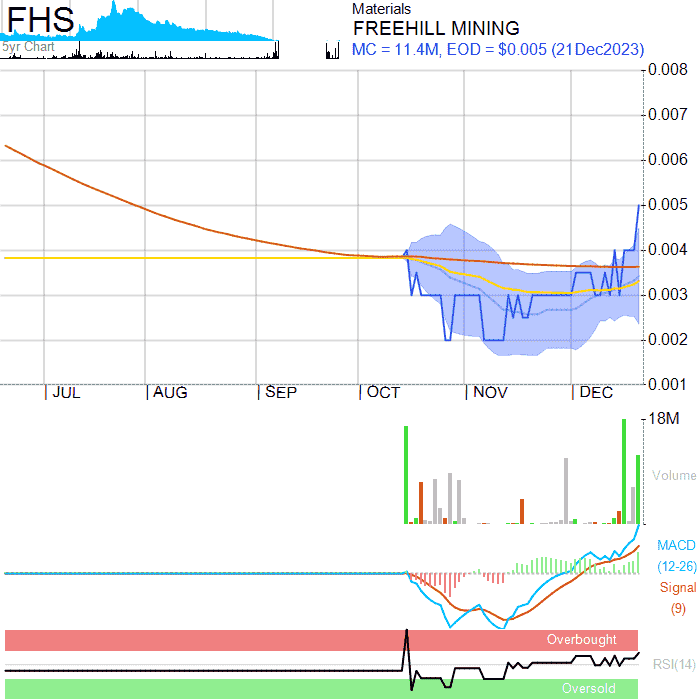 FHS
5yr Chart
Materials
FREEHILL MINING
MC = 11.4M, EOD = $0.005 (21Dec2023)
0.008
0.007
0.006
0.005
0.004
0.003
0.002
0.001
JUL AUG SEP OCT NOV DEC
18M
Volume
MACD
(12-26)
Signal
(9)
Overbought
RSI(14)
Oversold